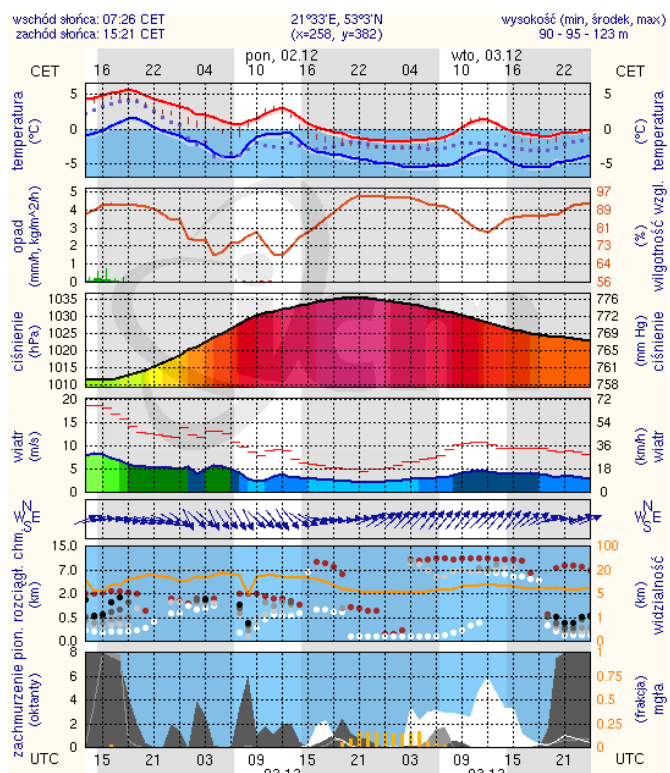 wschód słońca: 07:26 CET
zachód słońca: 15:21 CET
21°33'E, 53°3'N
(x=258, y=382)
wysokość (min, środek, max)
90 - 95 - 123 m
pon, 02.12
wto, 03.12
CET 16 22 04 10 16 22 04 10 16 22 CET
temperatura
(°C)
5
0
-5
5
0
-5
temperatura
(°C)
opad
(mm/h, kg/m^2/h)
5
4
3
2
1
0
97
89
81
73
64
56
(%)
wilgotność wzgl.
ciśnienie
(hPa)
1035
1030
1025
1020
1015
1010
776
772
768
765
761
758
(mm Hg)
ciśnienie
wiatr
(m/s)
20
15
10
5
0
72
54
36
18
0
(km/h)
wiatr
N
W E
S
N
W E
S
pion. rozciągł. chm.
(km)
15.0
7.0
2.0
0.5
0.0
100
20
5
1
0
(km)
widzialność
zachmurzenie
(oktanty)
8
6
4
2
0
1
0.75
0.5
0.25
0
(frakcja)
mgła
UTC 15 21 03 09 15 21 03 09 15 21 UTC